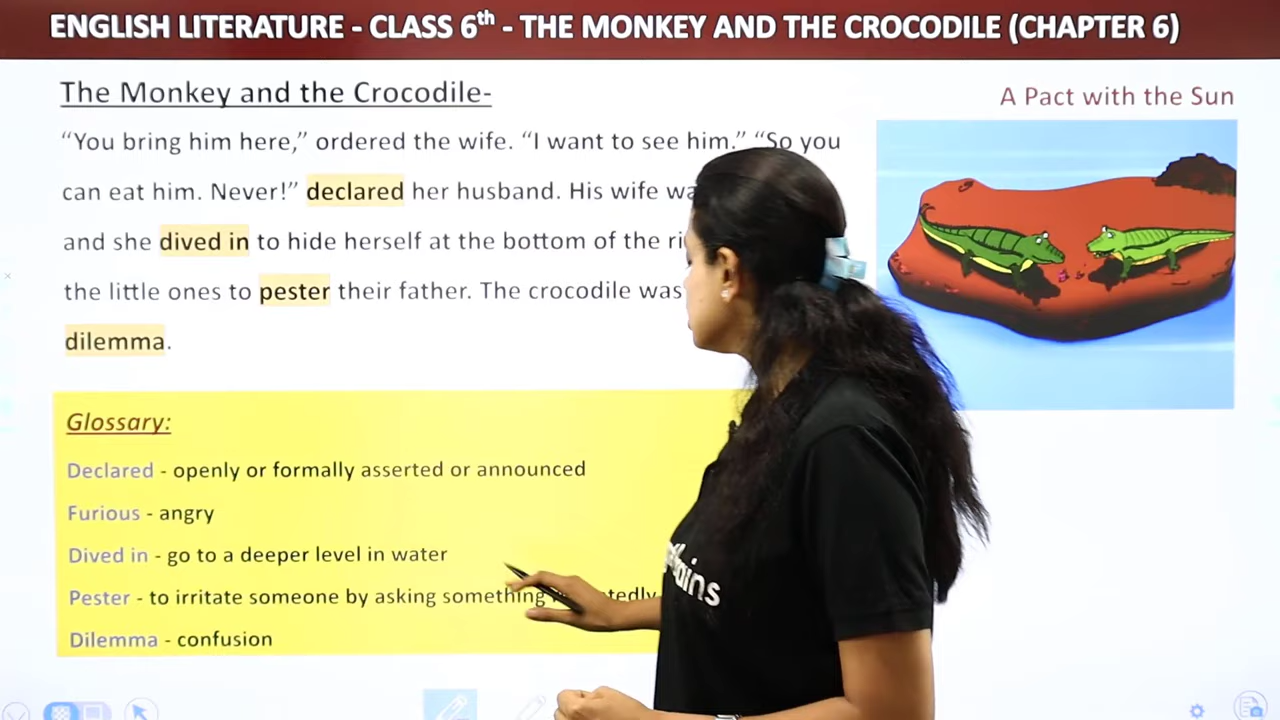 ENGLISH LITERATURE - CLASS 6th - THE MONKEY AND THE CROCODILE (CHAPTER 6)
The Monkey and the Crocodile-
A Pact with the Sun
“You bring him here,” ordered the wife. “I want to see him.” “So you
can eat him. Never!” declared her husband. His wife
and she dived in to hide herself at the bottom of the
the little ones to pester their father. The crocodile was
dilemma.
Glossary:
Declared - openly or formally asserted or announced
Furious - angry
Dived in - go to a deeper level in water
Pester - to irritate someone by asking something
Dilemma - confusion